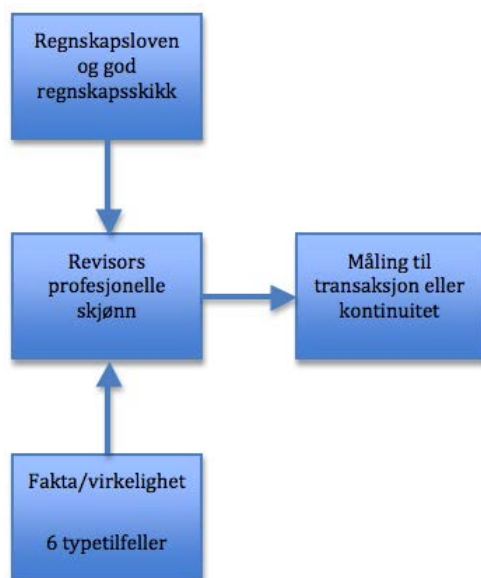 Regnskapsloven
og god
regnskapsskikk
Revisors
profesjonelle
skjønn
Måling til
transaksjon eller
kontinuitet
Fakta/virkelighet
6 typetilfeller